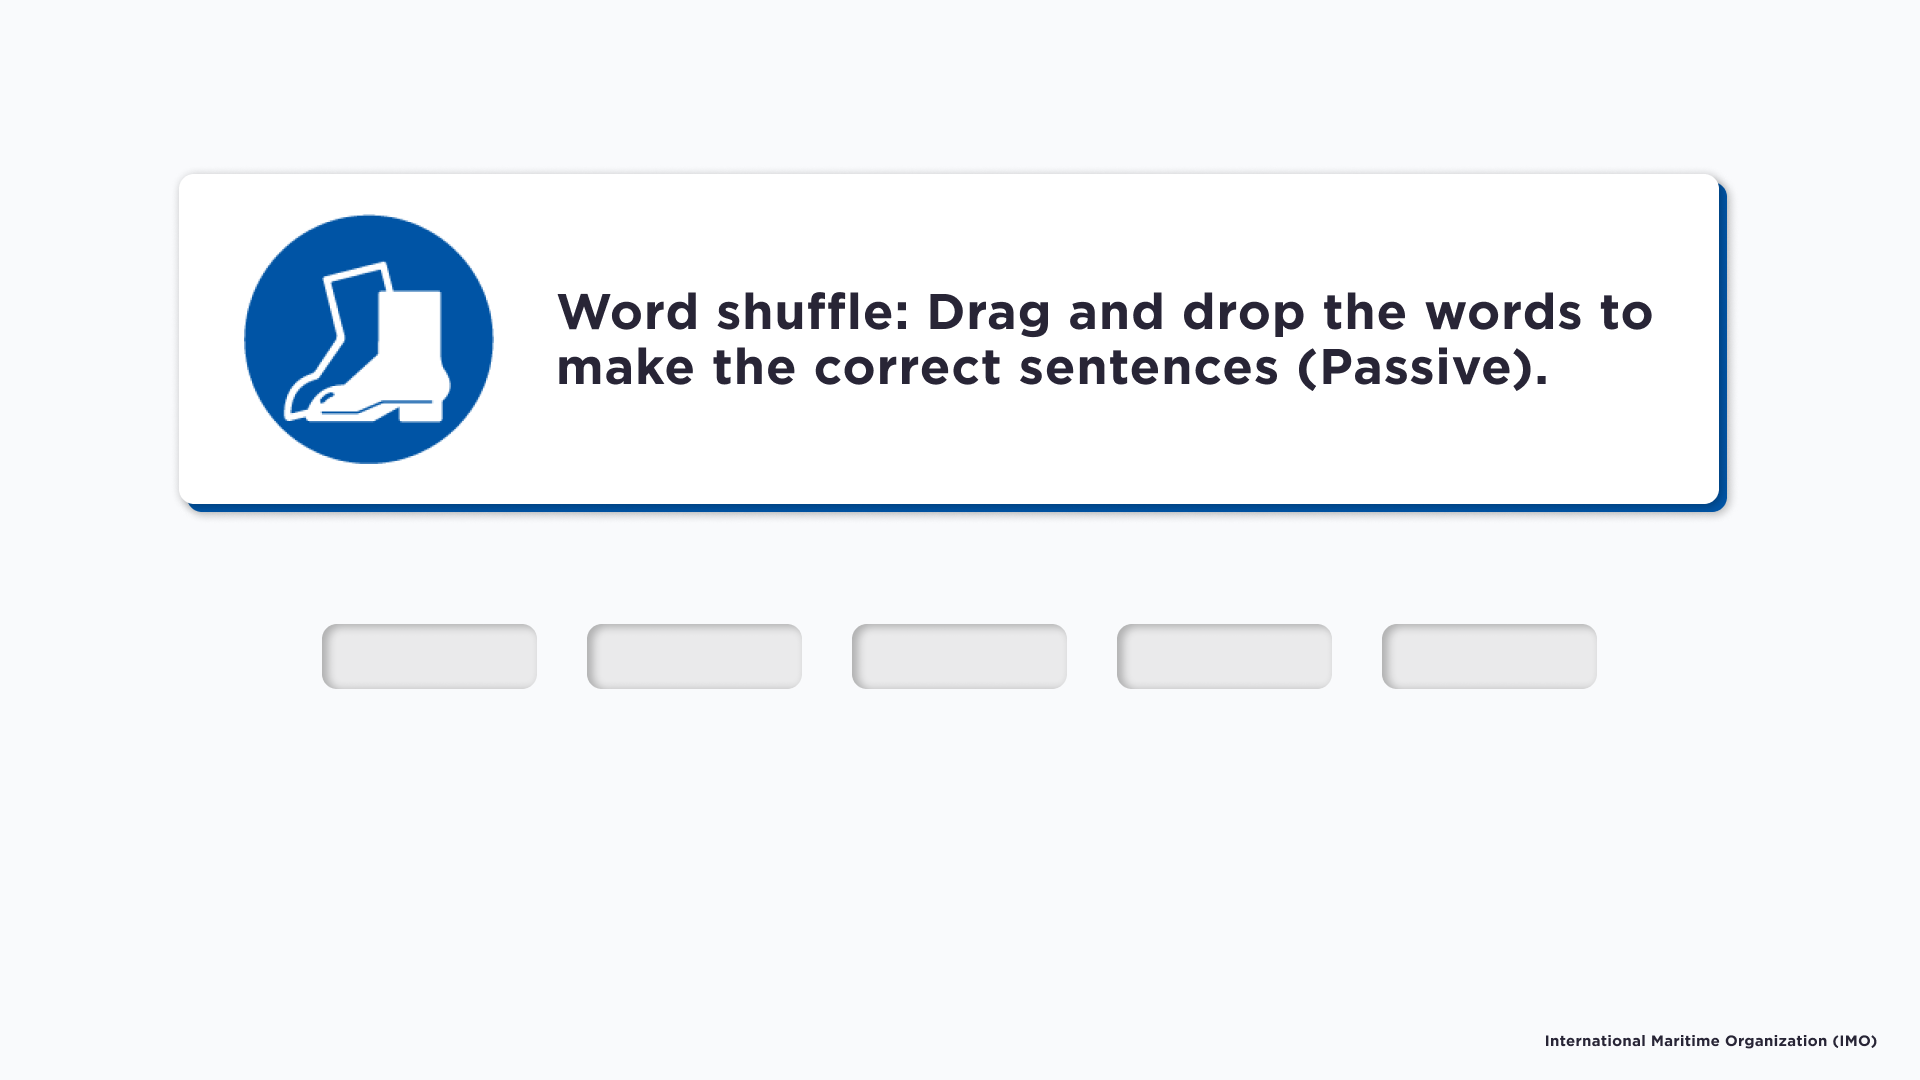 Word shuffle: Drag and drop the words to
make the correct sentences (Passive).
International Maritime Organization (IMO)